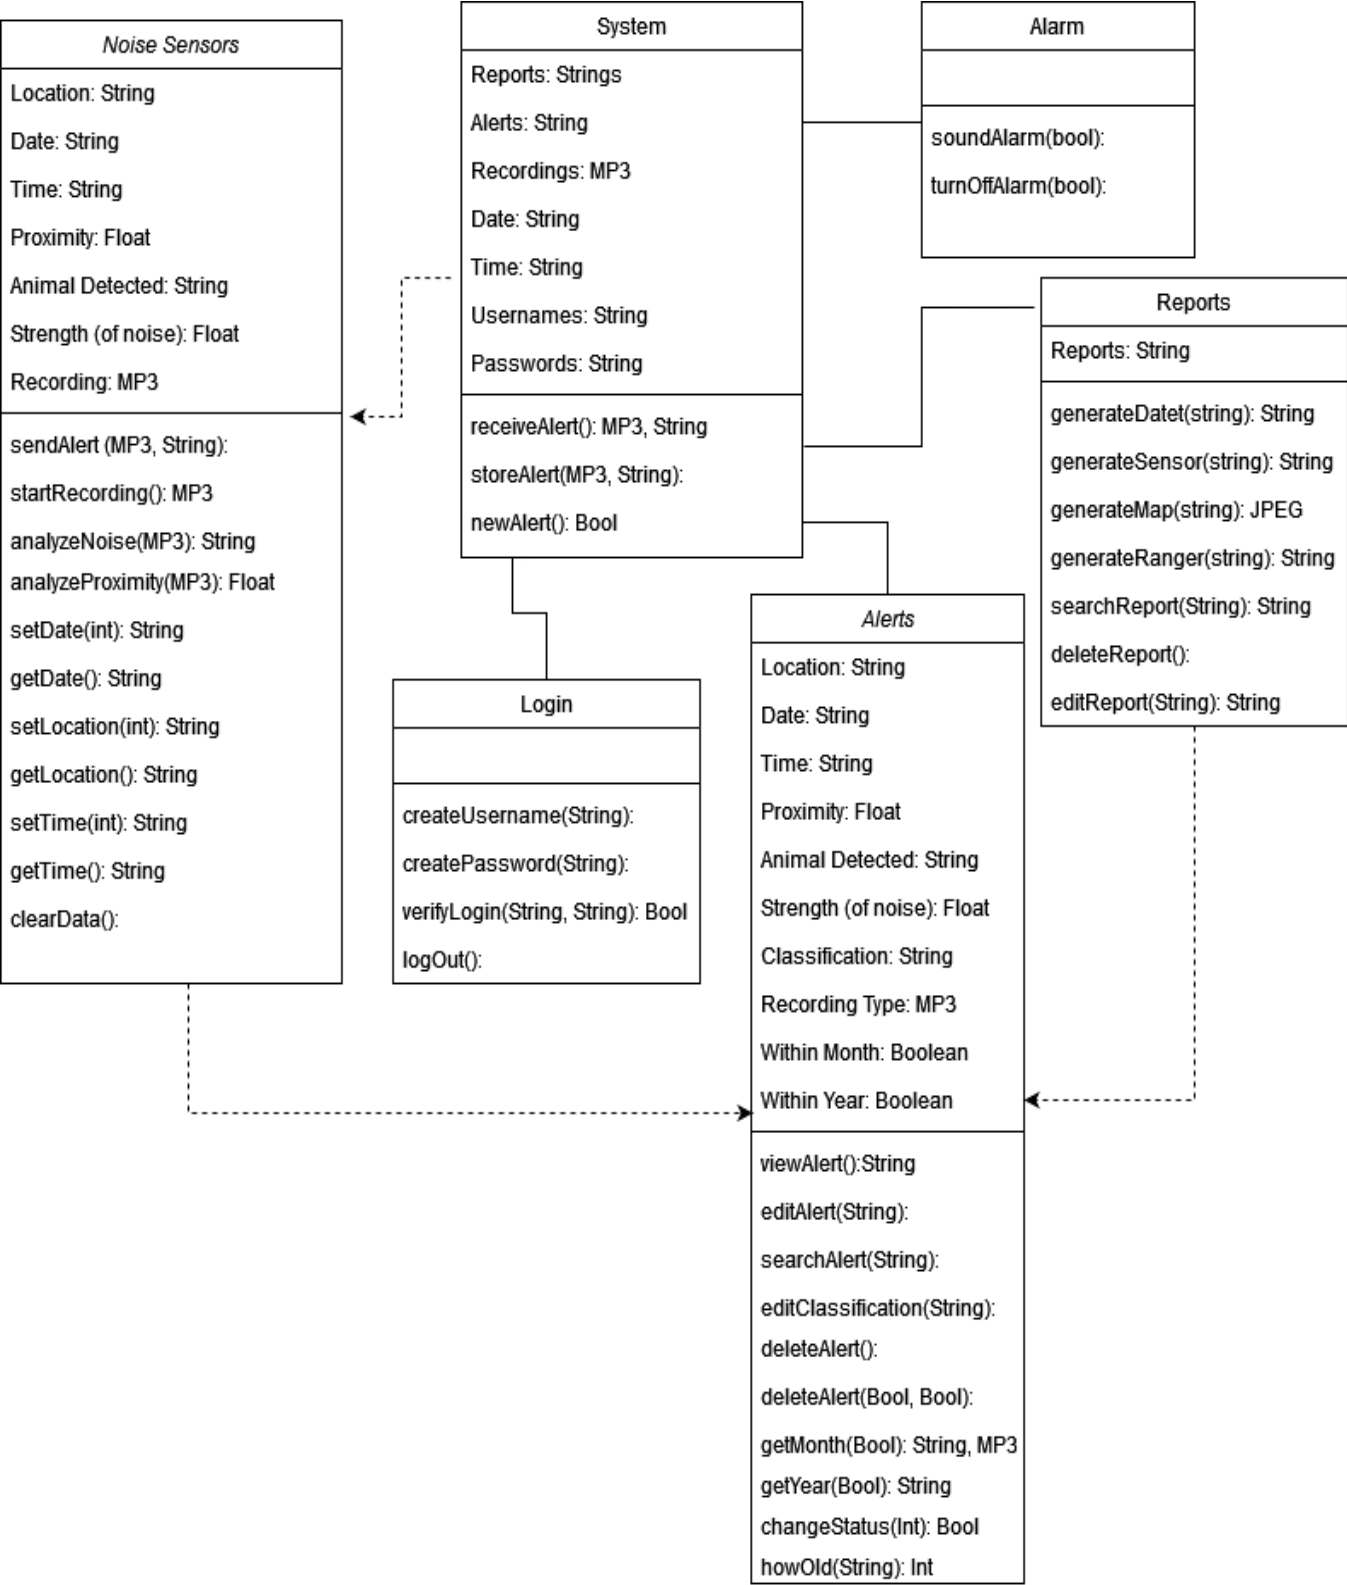 Noise Sensors
Location: String
Date: String
Time: String
Proximity: Float
Animal Detected: String
Strength (of noise): Float
Recording: MP3
sendAlert (MP3, String):
startRecording(): MP3
analyzeNoise(MP3): String
analyzeProximity(MP3): Float
setDate(int): String
getDate(): String
setLocation(int): String
getLocation(): String
setTime(int): String
getTime(): String
clearData():
System
Reports: Strings
Alerts: String
Recordings: MP3
Date: String
Time: String
Usernames: String
Passwords: String
receiveAlert(): MP3, String
storeAlert(MP3, String):
newAlert(): Bool
Alarm
soundAlarm(bool):
turnOffAlarm(bool):
Reports
Reports: String
generateDatet(string): String
generateSensor(string): String
generateMap(string): JPEG
generateRanger(string): String
searchReport(String): String
deleteReport():
editReport(String): String
Login
createUsername(String):
createPassword(String):
verifyLogin(String, String): Bool
logOut():
Alerts
Location: String
Date: String
Time: String
Proximity: Float
Animal Detected: String
Strength (of noise): Float
Classification: String
Recording Type: MP3
Within Month: Boolean
Within Year: Boolean
viewAlert():String
editAlert(String):
searchAlert(String):
editClassification(String):
deleteAlert():
deleteAlert(Bool, Bool):
getMonth(Bool): String, MP3
getYear(Bool): String
changeStatus(Int): Bool
howOld(String): Int